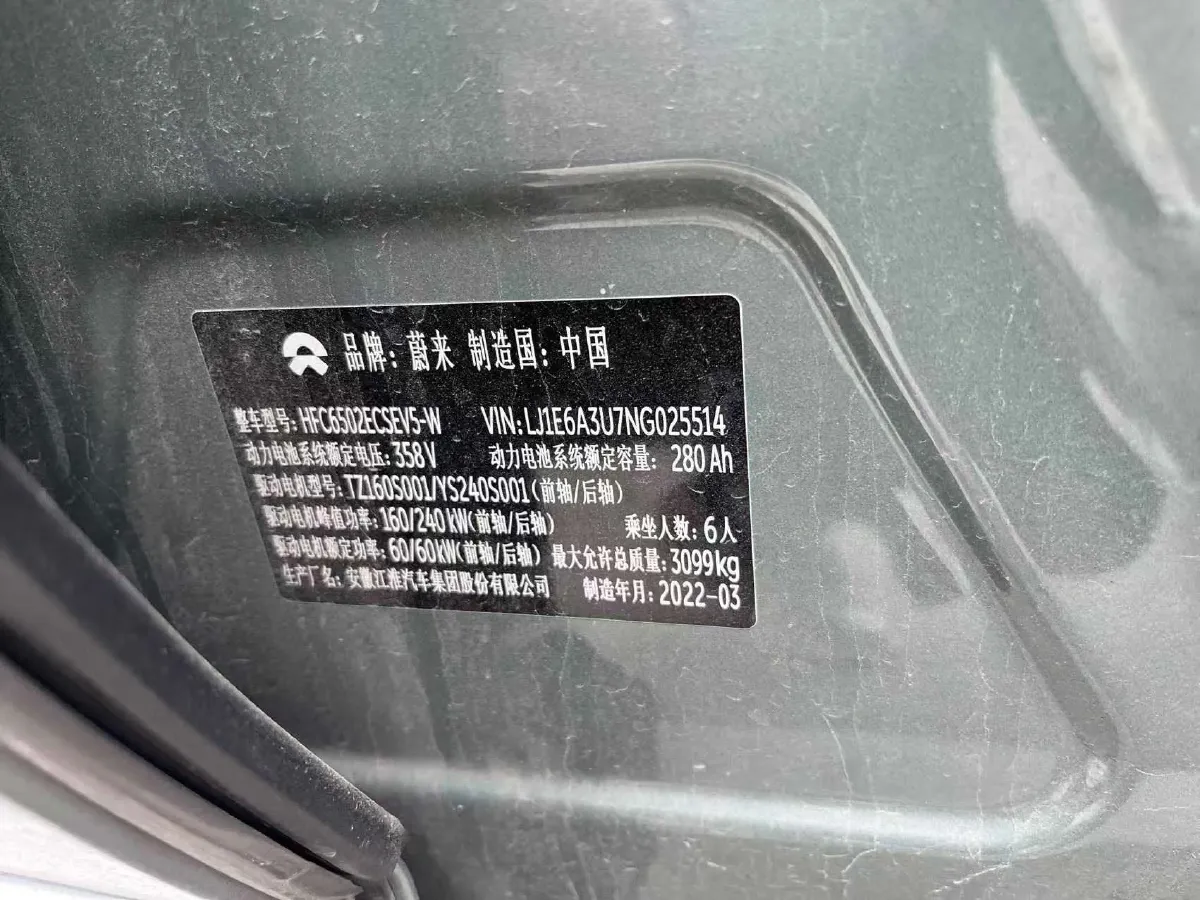 品牌：蔚来 制造国：中国
整车型号：HFC6502ECSEV5-W VIN：LJ1E6A3U7NG025514
动力电池系统额定电压：358V 动力电池系统额定容量：280Ah
驱动电机型号：TZ160S001/YS240S001(前轴/后轴)
驱动电机峰值功率：160/240kW(前轴/后轴) 乘坐人数：6人
驱动电机额定功率：60/60kW(前轴/后轴) 最大允许总质量：3099kg
生产厂名：安徽江淮汽车集团股份有限公司 制造年月：2022-03